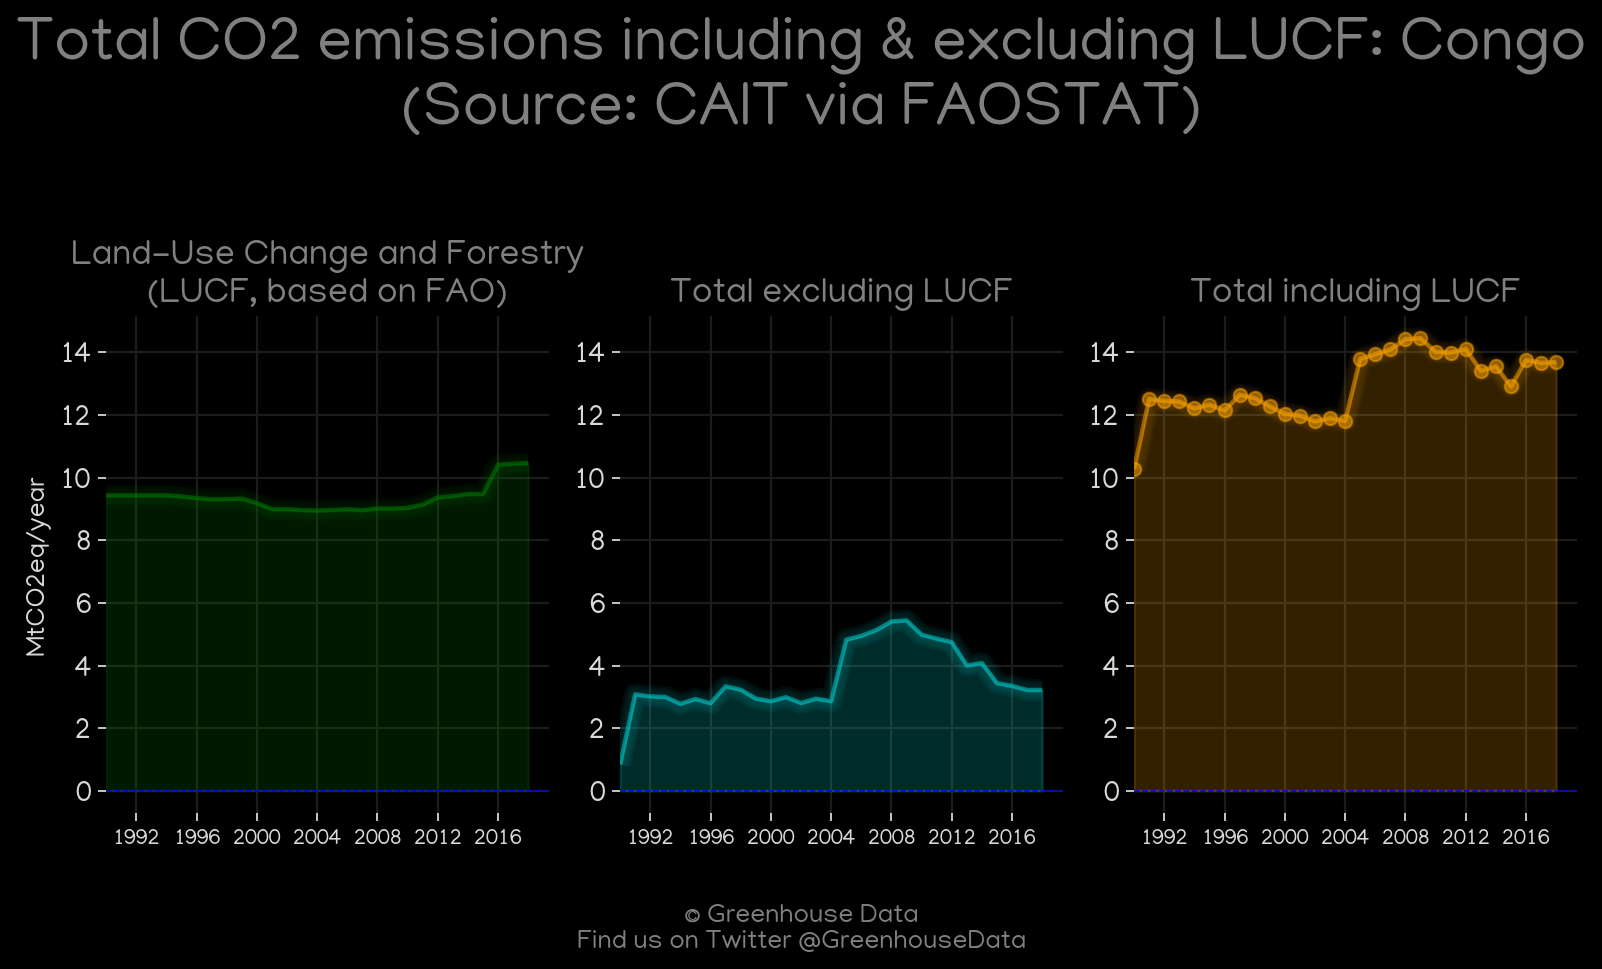 Total CO2 emissions including & excluding LUCF: Congo
(Source: CAIT via FAOSTAT)
Land-Use Change and Forestry
(LUCF, based on FAO)
Total excluding LUCF
Total including LUCF
MtCO2eq/year
14
12
10
8
6
4
2
0
1992 1996 2000 2004 2008 2012 2016
14
12
10
8
6
4
2
0
1992 1996 2000 2004 2008 2012 2016
14
12
10
8
6
4
2
0
1992 1996 2000 2004 2008 2012 2016
© Greenhouse Data
Find us on Twitter @GreenhouseData